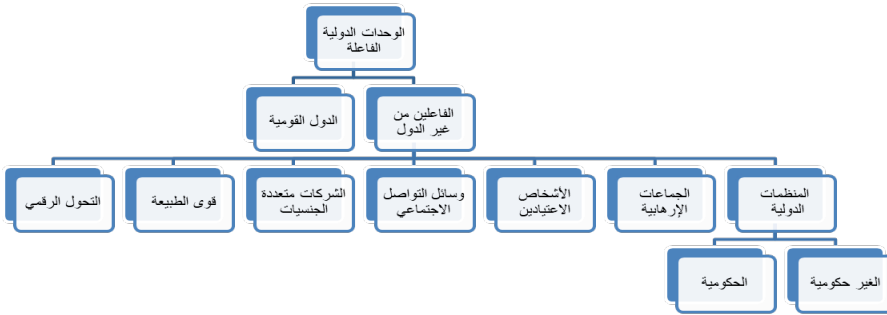 الوحدات الدولية
الفاعلة
الفاعلين من
غير الدول
الدول القومية
المنظمات
الدولية
الجماعات
الإرهابية
الأشخاص
الاعتيادين
وسائل التواصل
الاجتماعي
الشركات متعددة
الجنسيات
قوى الطبيعة
التحول الرقمي
الغير حكومية
الحكومية